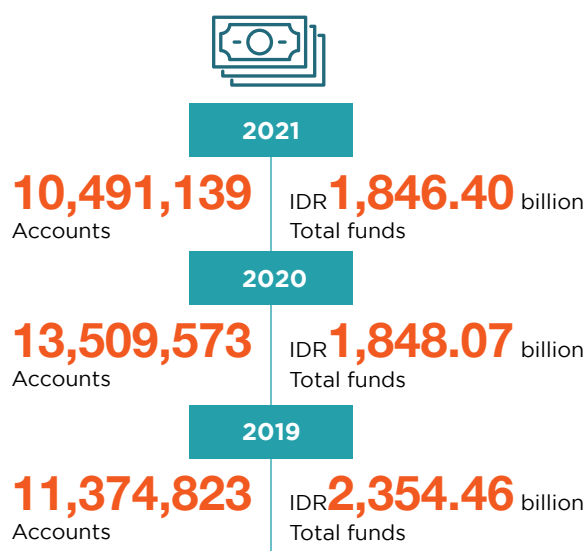 2021
10,491,139 IDR 1,846.40 billion
Accounts Total funds
2020
13,509,573 IDR 1,848.07 billion
Accounts Total funds
2019
11,374,823 IDR 2,354.46 billion
Accounts Total funds